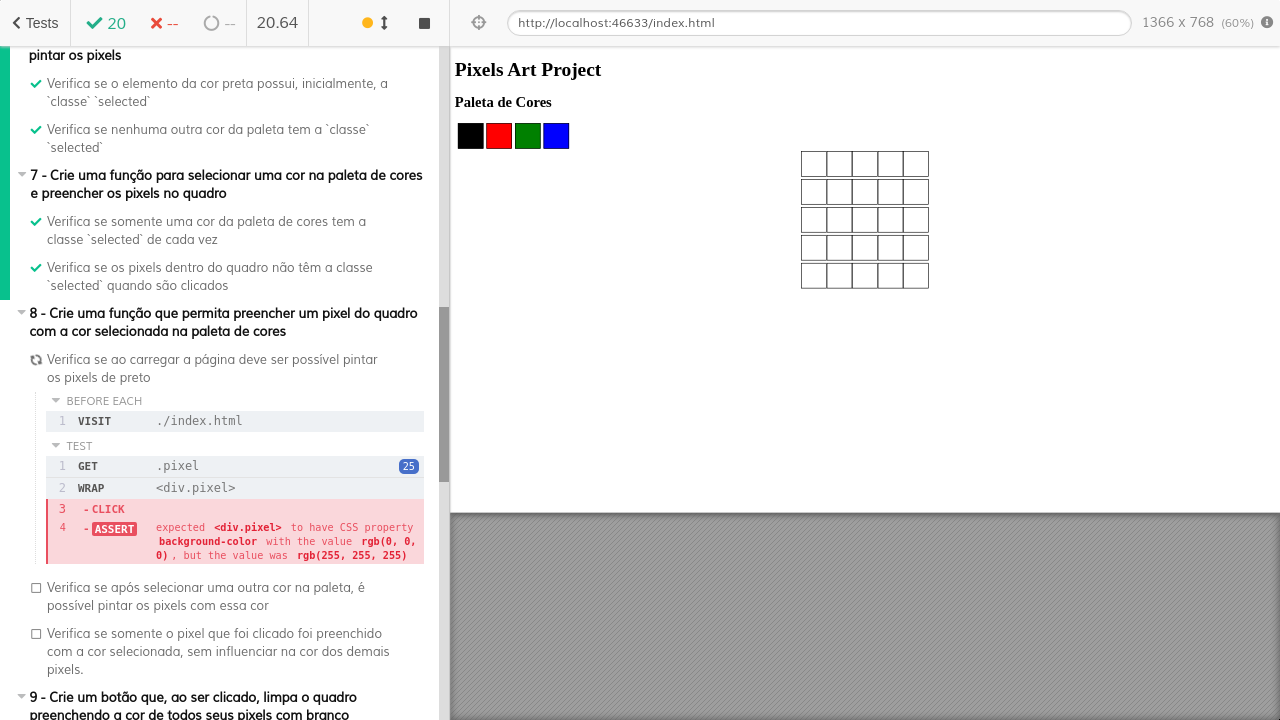 Tests
20
--
--
20.64
http://localhost:46633/index.html
1366 x 768 (60%)
pintar os pixels
Verifica se o elemento da cor preta possui, inicialmente, a
`classe` `selected`
Verifica se nenhuma outra cor da paleta tem a `classe`
`selected`
7 - Crie uma função para selecionar uma cor na paleta de cores
e preencher os pixels no quadro
Verifica se somente uma cor da paleta de cores tem a
classe `selected` de cada vez
Verifica se os pixels dentro do quadro não têm a classe
`selected` quando são clicados
8 - Crie uma função que permita preencher um pixel do quadro
com a cor selecionada na paleta de cores
Verifica se ao carregar a página deve ser possível pintar
os pixels de preto
BEFORE EACH
1 VISIT ./index.html
TEST
1 GET .pixel 25
2 WRAP <div.pixel>
3 - CLICK
4 - ASSERT expected <div.pixel> to have CSS property
background-color with the value rgb(0, 0,
0) , but the value was rgb(255, 255, 255)
Verifica se após selecionar uma outra cor na paleta, é
possível pintar os pixels com essa cor
Verifica se somente o pixel que foi clicado foi preenchido
com a cor selecionada, sem influenciar na cor dos demais
pixels.
9 - Crie um botão que, ao ser clicado, limpa o quadro
preenchendo a cor de todos seus pixels com branco
Pixels Art Project
Paleta de Cores